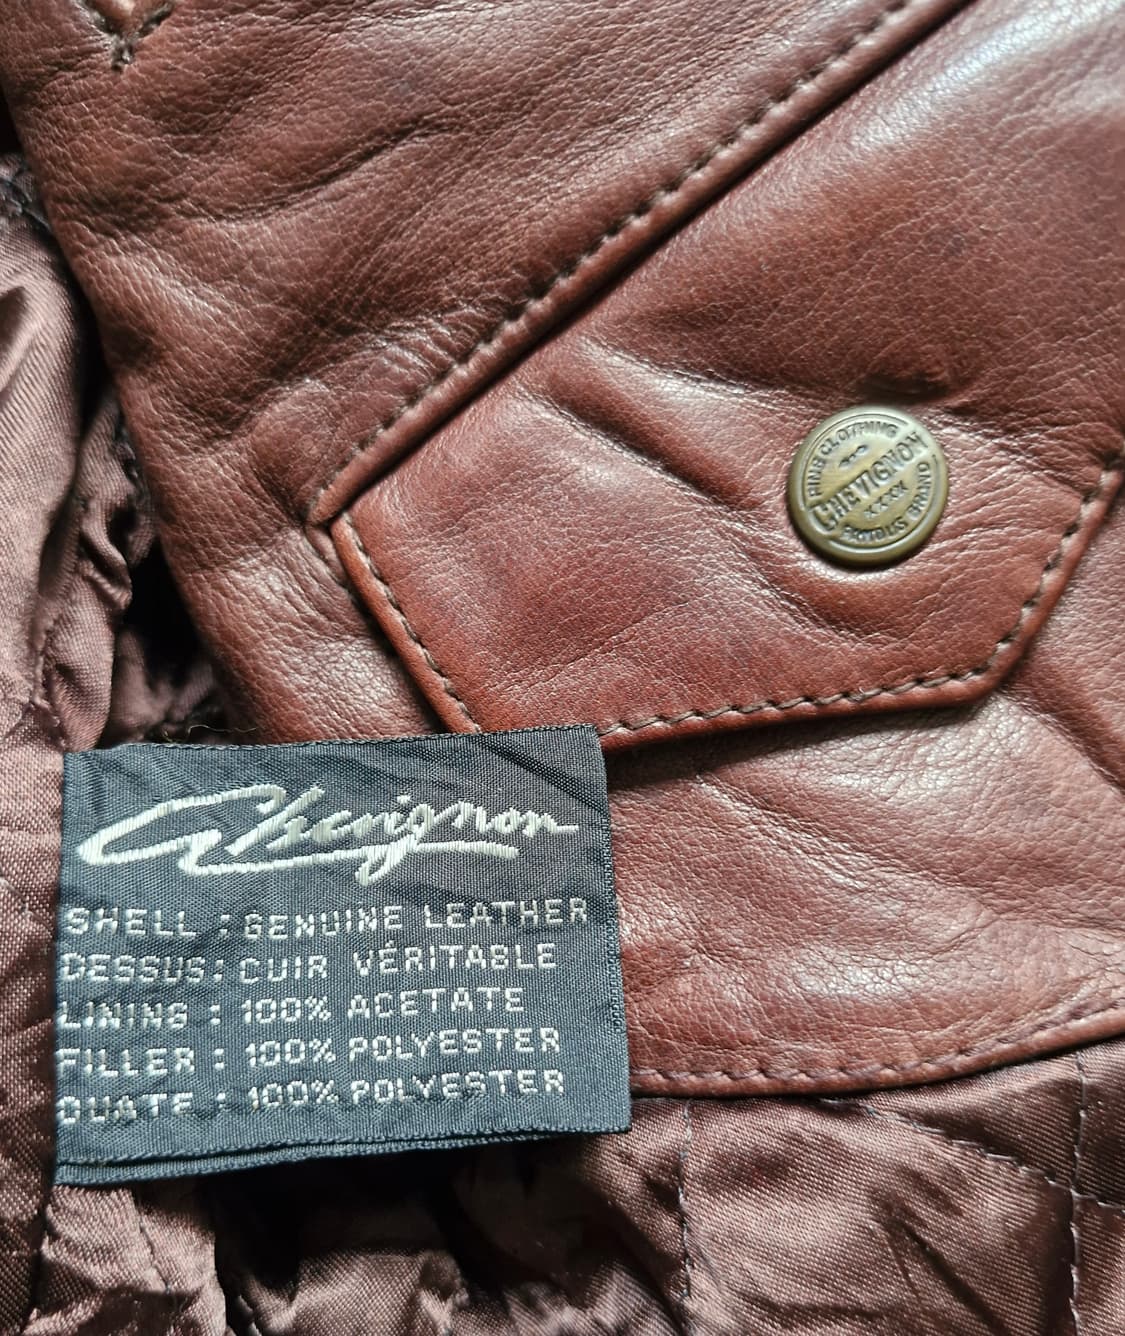 FINE CLOTHING
CHEVIGNON
XXXX
FAMOUS BRAND
Chevignon
SHELL : GENUINE LEATHER
DESSUS : CUIR VÉRITABLE
LINING : 100% ACETATE
FILLER : 100% POLYESTER
OUATE : 100% POLYESTER